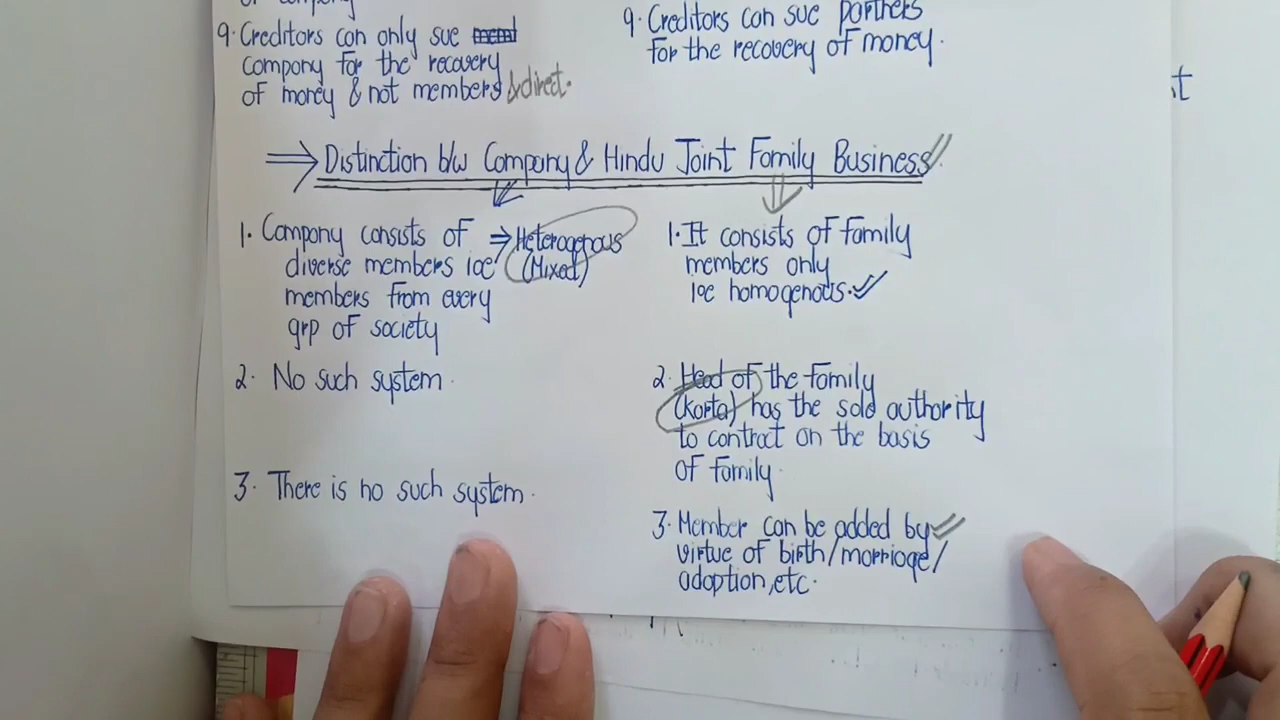 of company
9. Creditors can only sue
company for the recovery
of money & not members & direct.
9. Creditors can sue partners
for the recovery of money.
⇒ Distinction b/w Company & Hindu Joint Family Business
1. Company consists of ⇒ Heterogenous
diverse members i.e (Mixed)
members from every
grp of society
1. It consists of family
members only
i.e homogenous.
2. No such system.
2. Head of the family
(Karta) has the sole authority
to contract on the basis
of family.
3. There is no such system.
3. Member can be added by
virtue of birth/marriage/
adoption, etc.